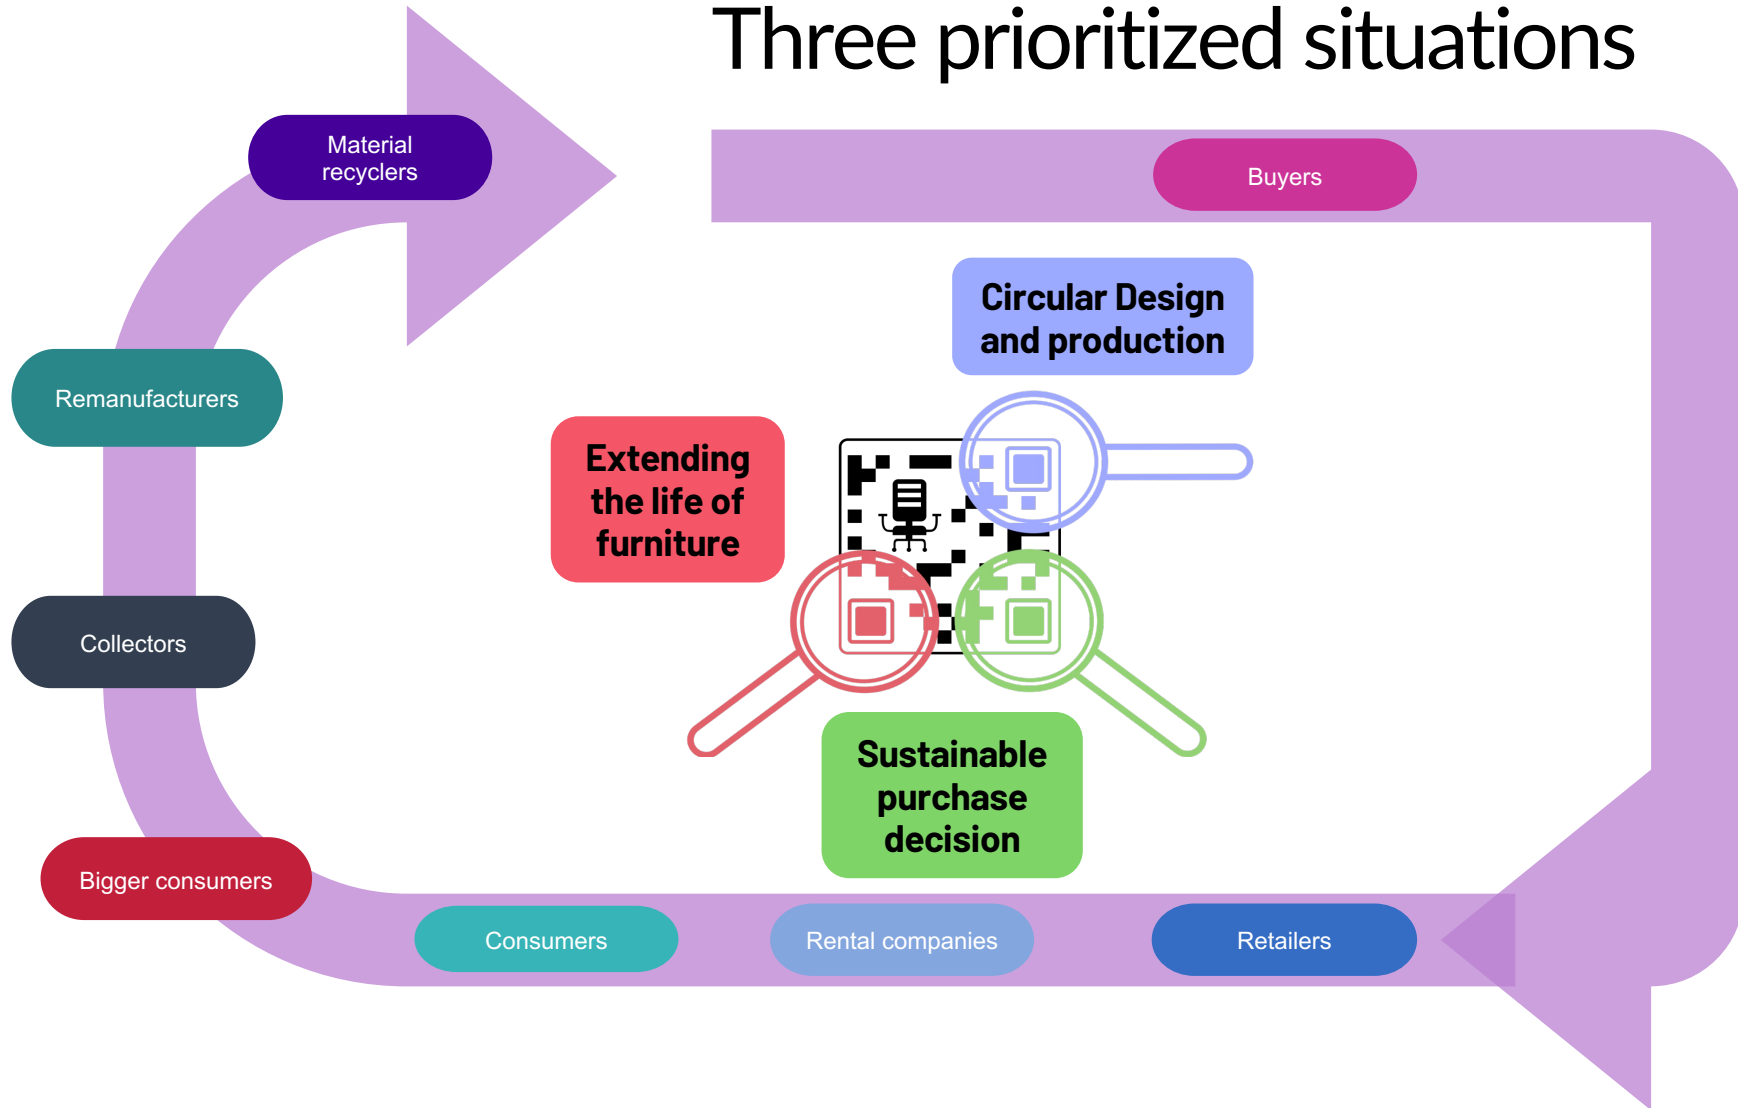 Three prioritized situations
Material
recyclers
Buyers
Circular Design
and production
Remanufacturers
Extending
the life of
furniture
Collectors
Sustainable
purchase
decision
Bigger consumers
Consumers
Rental companies
Retailers